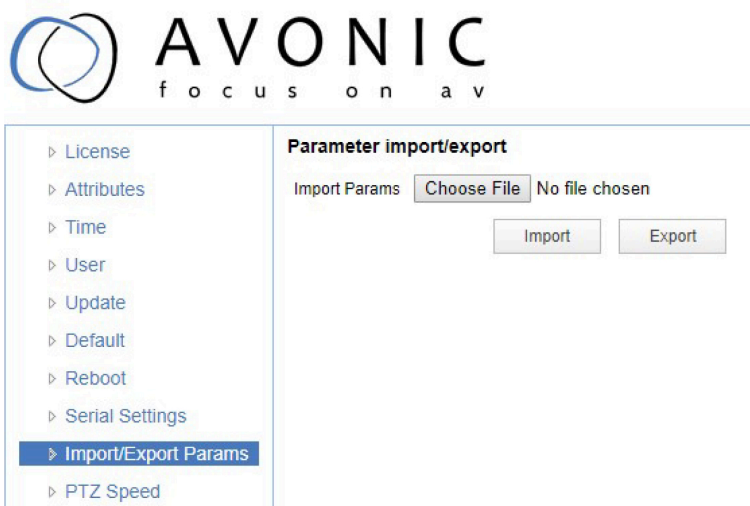 AVONIC
focus on av
License
Attributes
Time
User
Update
Default
Reboot
Serial Settings
Import/Export Params
PTZ Speed
Parameter import/export
Import Params Choose File No file chosen
Import Export